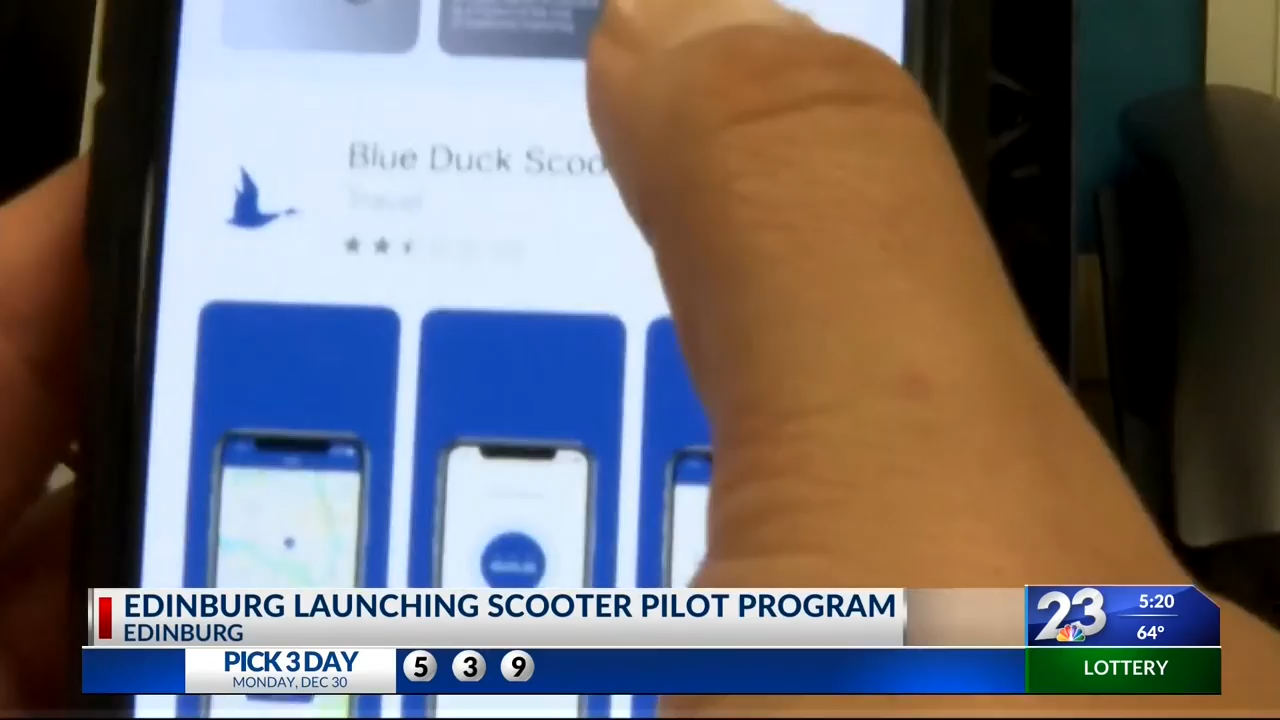 Blue Duck Scoo
Travel
EDINBURG LAUNCHING SCOOTER PILOT PROGRAM
EDINBURG
23
5:20
64°
PICK 3 DAY
MONDAY, DEC 30
5 3 9
LOTTERY